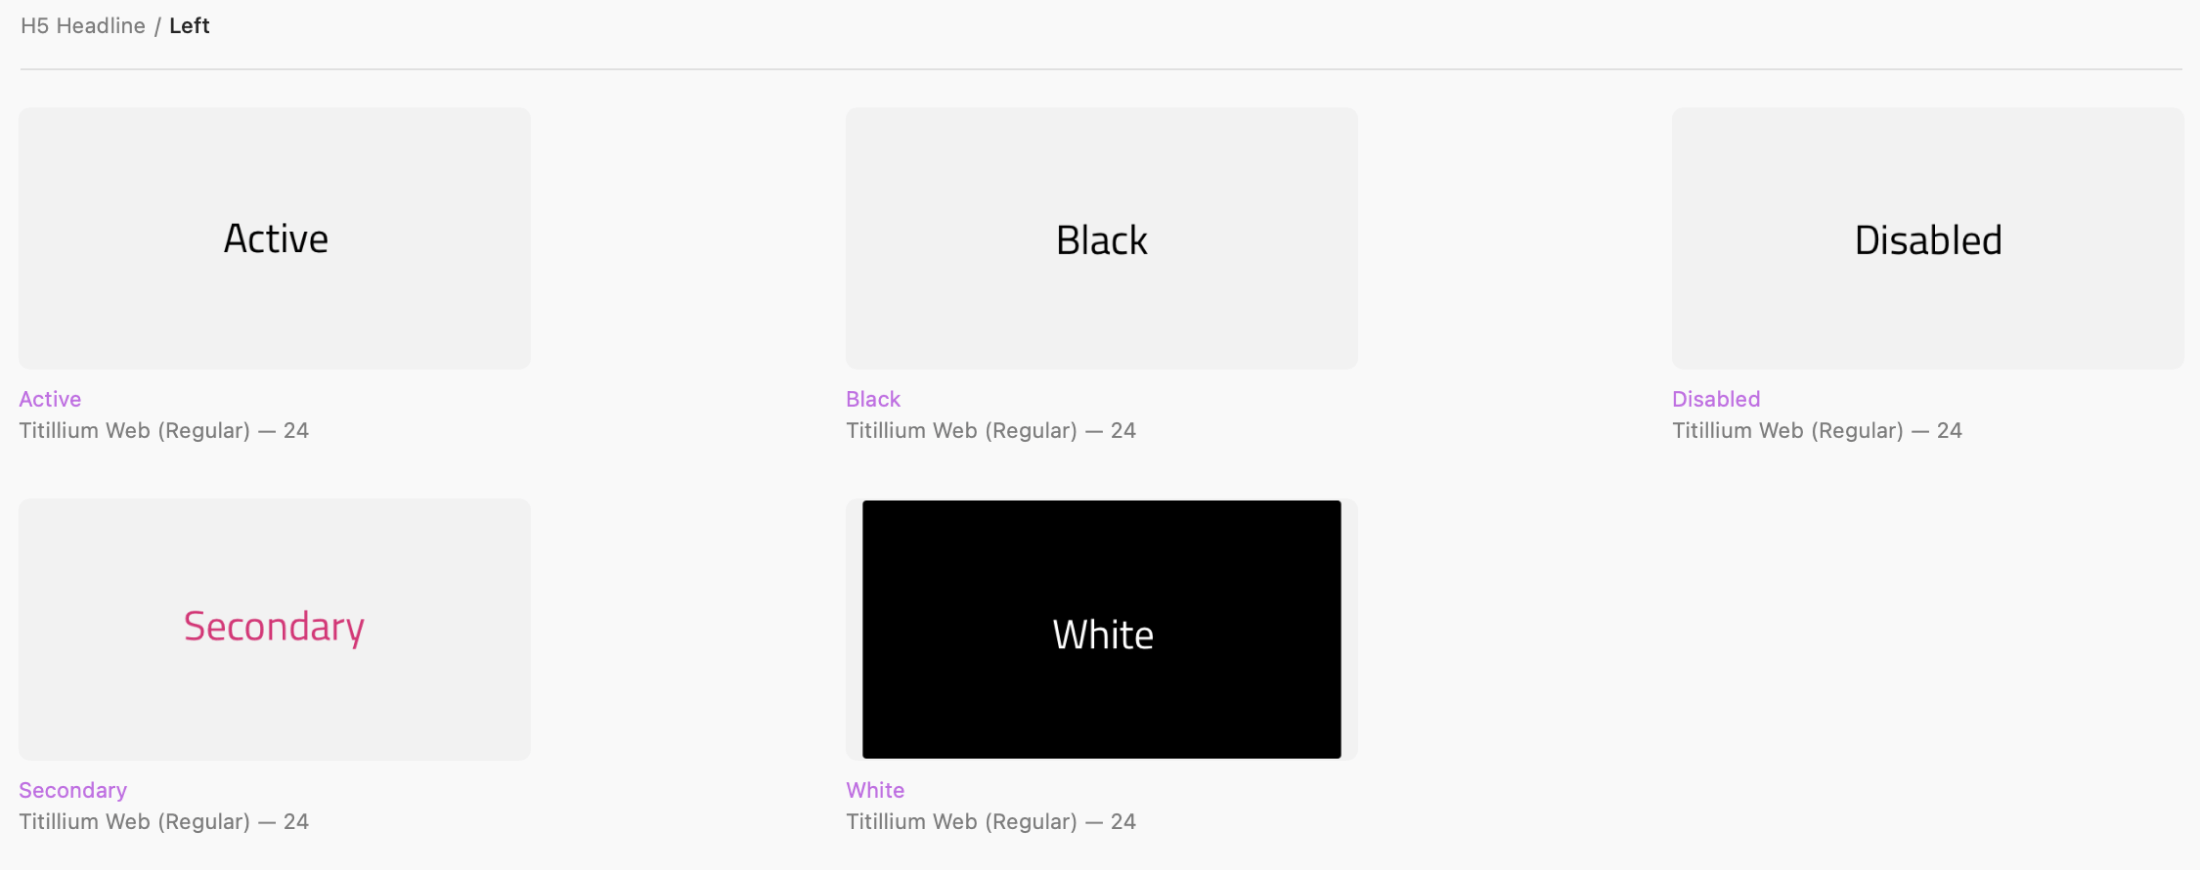 H5 Headline / Left
Active
Black
Disabled
Active
Titillium Web (Regular) — 24
Black
Titillium Web (Regular) — 24
Disabled
Titillium Web (Regular) — 24
Secondary
White
Secondary
Titillium Web (Regular) — 24
White
Titillium Web (Regular) — 24